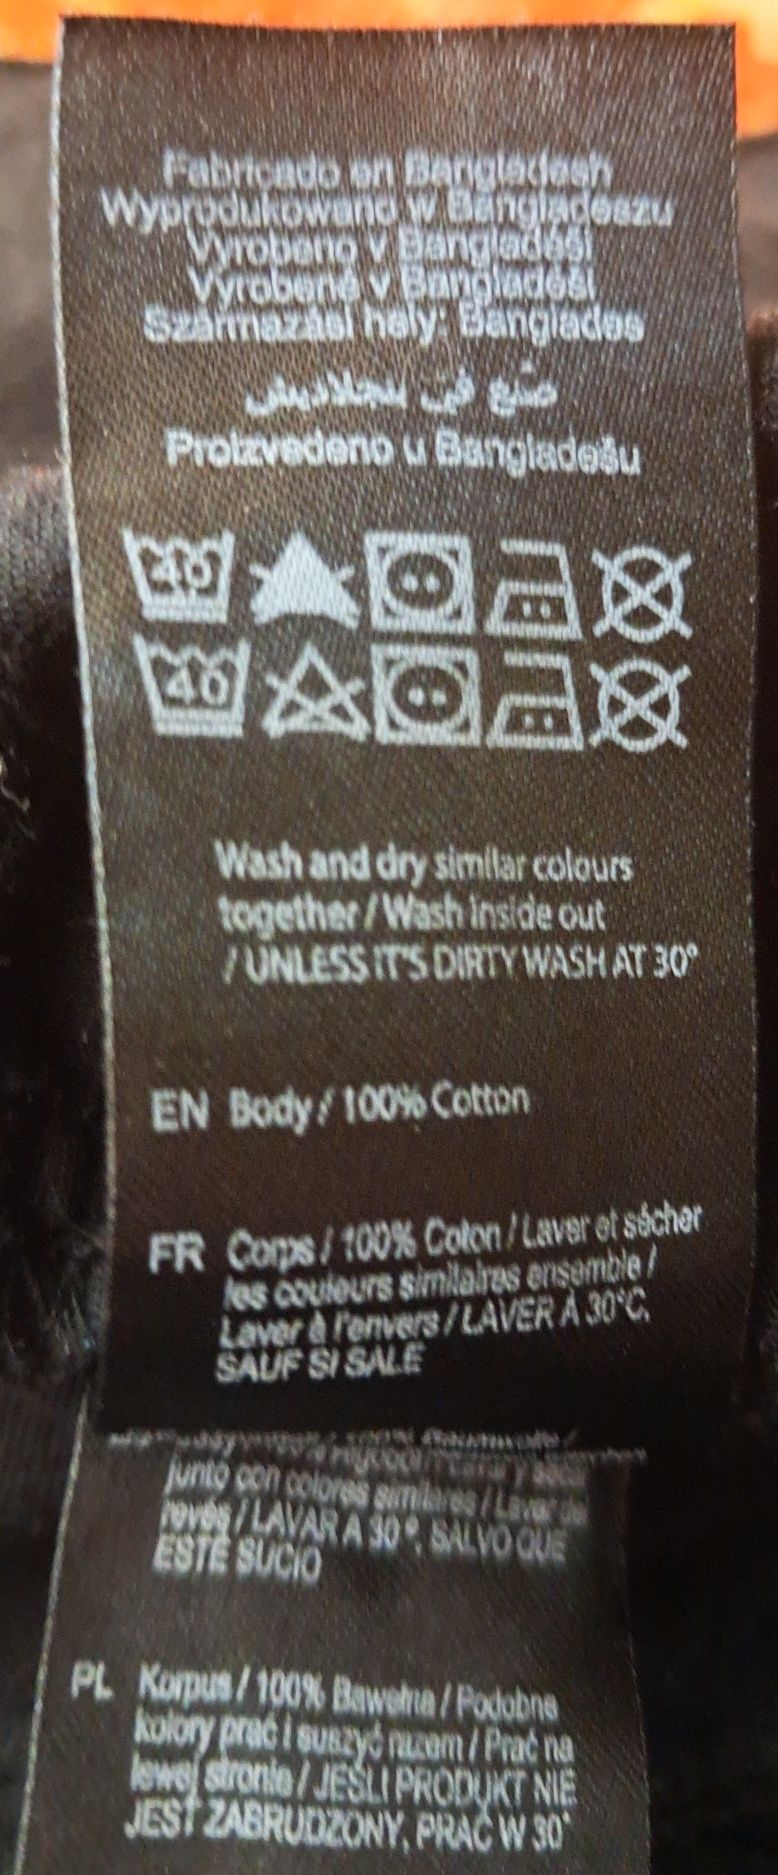 Fabricado en Bangladesh
Wyprodukowano w Bangladeszu
Vyrobeno v Bangladéši
Vyrobené v Bangladéši
Származási hely: Banglades
صنع في بنجلاديش
Proizvedeno u Bangladešu
40
40
Wash and dry similar colours
together / Wash inside out
/ UNLESS IT'S DIRTY WASH AT 30°
EN Body / 100% Cotton
FR Corps / 100% Coton / Laver et sécher
les couleurs similaires ensemble /
Laver à l'envers / LAVER À 30°C,
SAUF SI SALE
junto con colores similares / Lavar del
revés / LAVAR A 30°, SALVO QUE
ESTÉ SUCIO
PL Korpus / 100% Bawełna / Podobne
kolory prać i suszyć razem / Prać na
lewej stronie / JEŚLI PRODUKT NIE
JEST ZABRUDZONY, PRAĆ W 30°